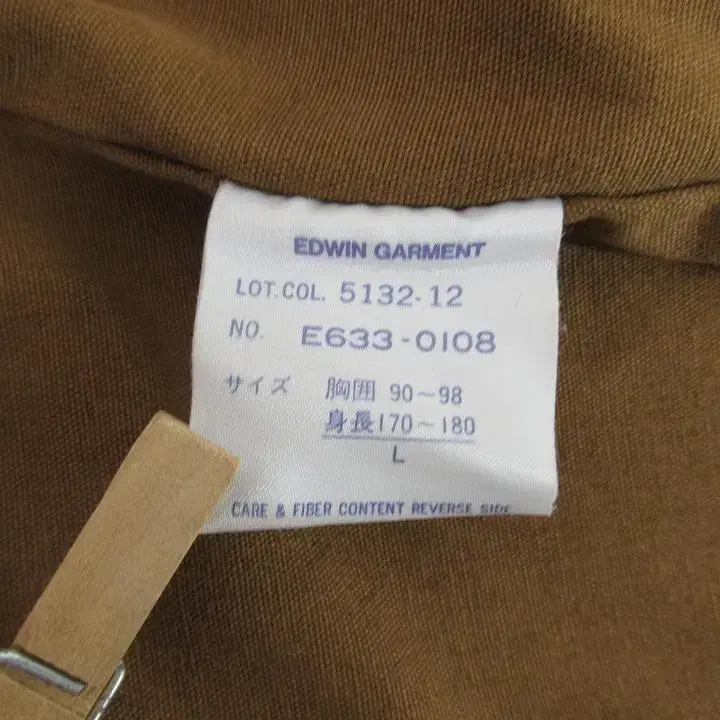 EDWIN GARMENT
LOT. COL. 5132-12
NO. E633-0108
サイズ 胸囲 90～98
身長170～180
L
CARE & FIBER CONTENT REVERSE SIDE